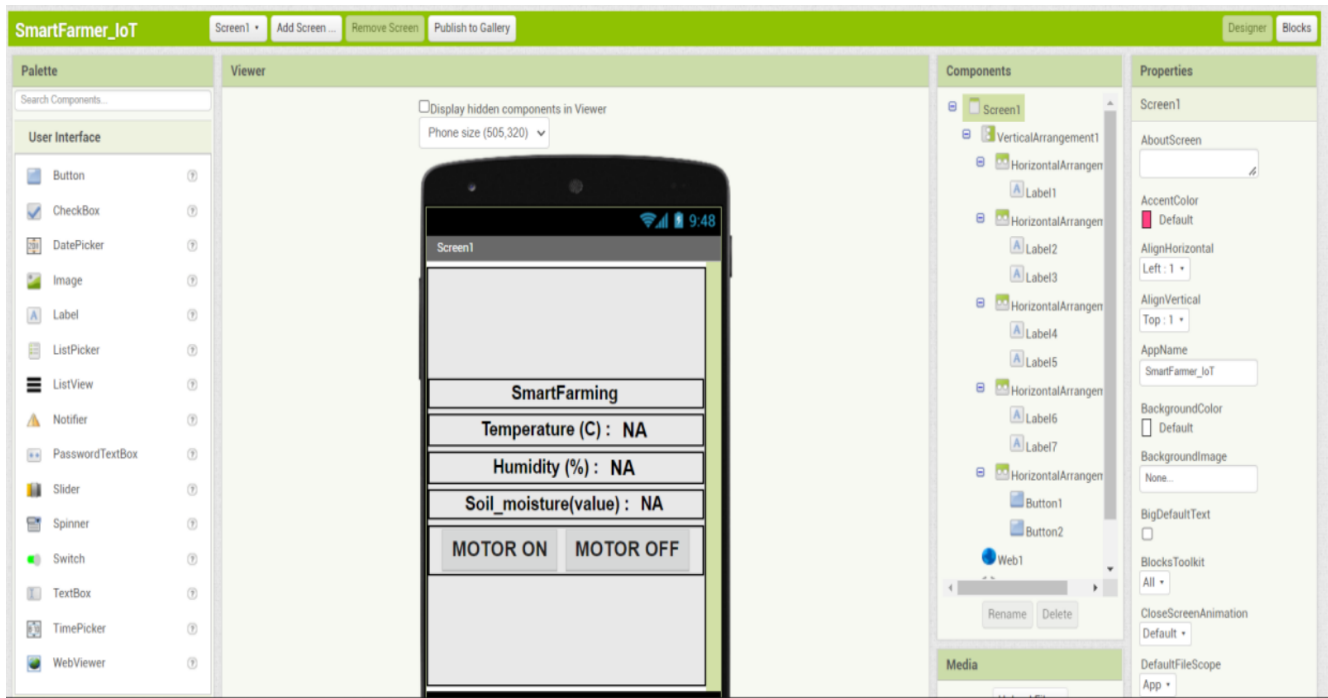 SmartFarmer_IoT
Screen1
Add Screen ...
Remove Screen
Publish to Gallery
Designer
Blocks
Palette
Search Components...
User Interface
Button
CheckBox
DatePicker
Image
Label
ListPicker
ListView
Notifier
PasswordTextBox
Slider
Spinner
Switch
TextBox
TimePicker
WebViewer
Viewer
Display hidden components in Viewer
Phone size (505,320)
9:48
Screen1
SmartFarming
Temperature (C) : NA
Humidity (%) : NA
Soil_moisture(value) : NA
MOTOR ON MOTOR OFF
Components
Screen1
VerticalArrangement1
HorizontalArrangen
Label1
HorizontalArrangen
Label2
Label3
HorizontalArrangen
Label4
Label5
HorizontalArrangen
Label6
Label7
HorizontalArrangen
Button1
Button2
Web1
Rename Delete
Media
Properties
Screen1
AboutScreen
AccentColor
Default
AlignHorizontal
Left : 1
AlignVertical
Top : 1
AppName
SmartFarmer_IoT
BackgroundColor
Default
BackgroundImage
None...
BigDefaultText
BlocksToolkit
All
CloseScreenAnimation
Default
DefaultFileScope
App